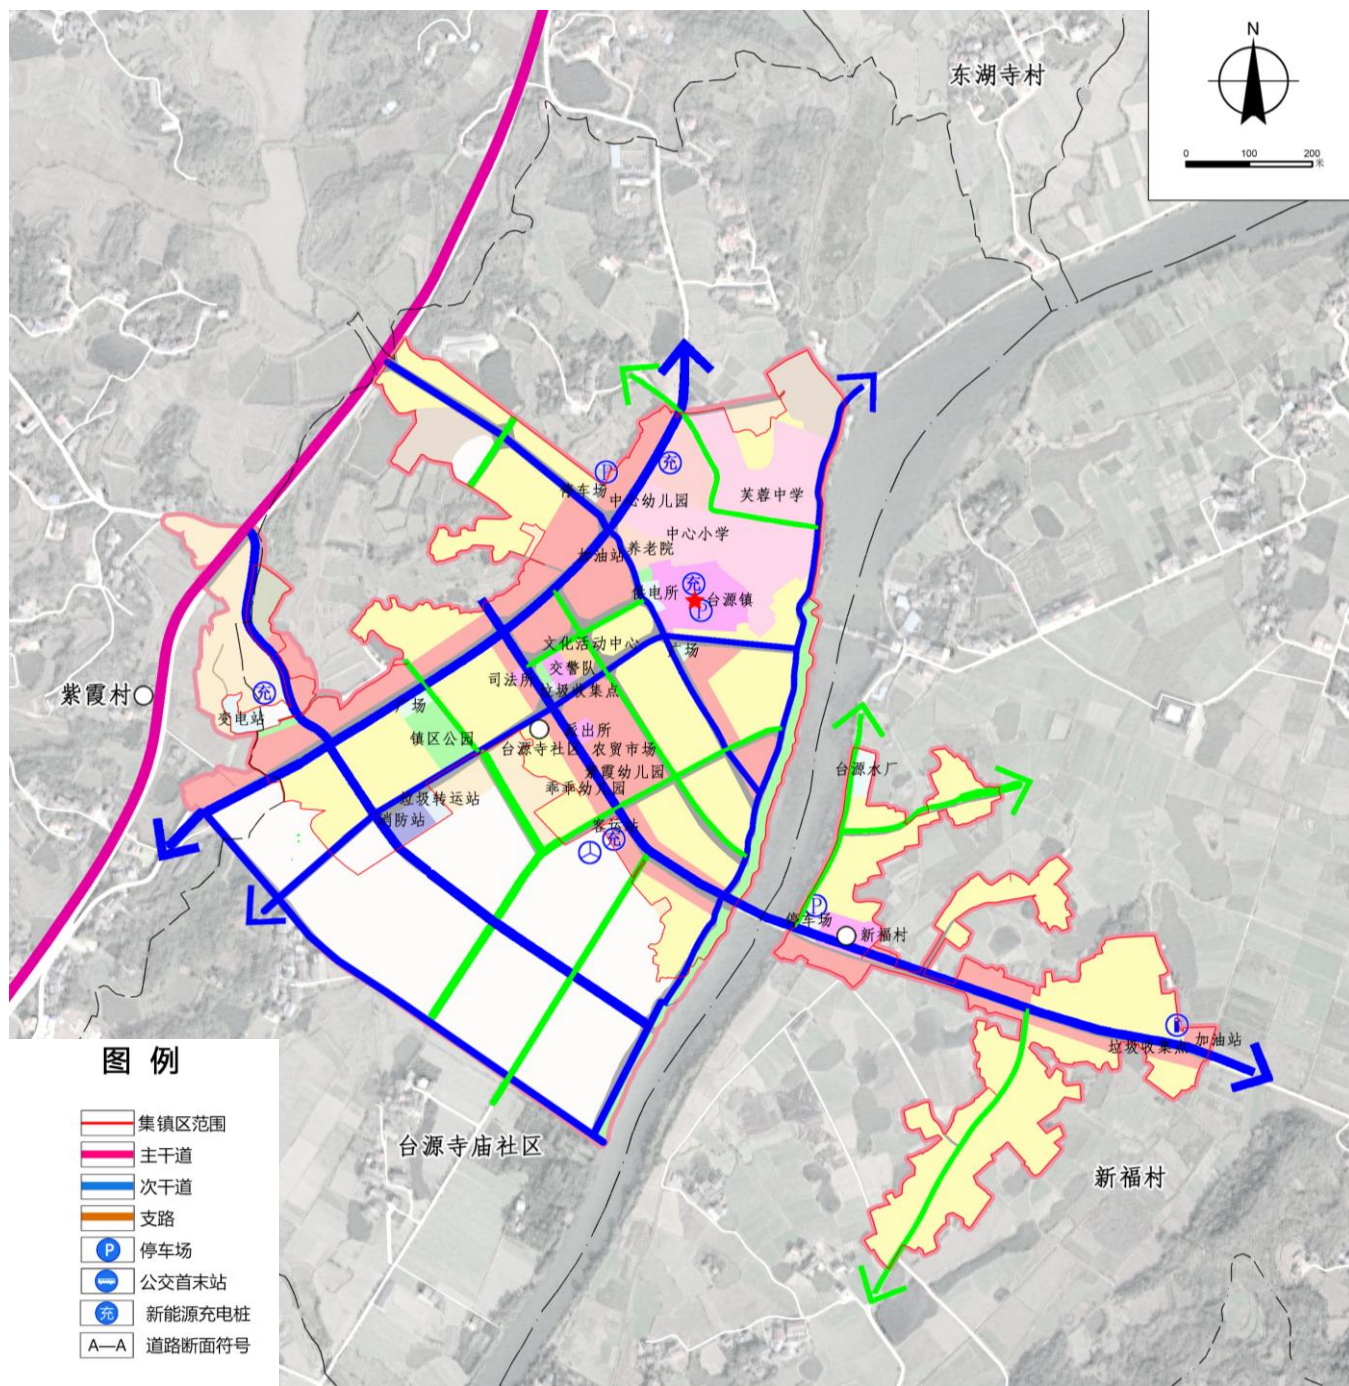 东湖寺村
N
0 100 200
米
停车场
P
充
中心幼儿园
芙蓉中学
中心小学
加油站
养老院
充
供电所
台源镇
P
文化活动中心
广场
交警队
司法所
垃圾收集点
紫霞村
充
变电站
广场
镇区公园
派出所
台源寺社区
农贸市场
紫霞幼儿园
乖乖幼儿园
台源水厂
垃圾转运站
消防站
客运站
充
P
停车场
新福村
垃圾收集点
加油站
台源寺庙社区
新福村
图 例
集镇区范围
主干道
次干道
支路
P 停车场
公交首末站
充 新能源充电桩
A—A 道路断面符号